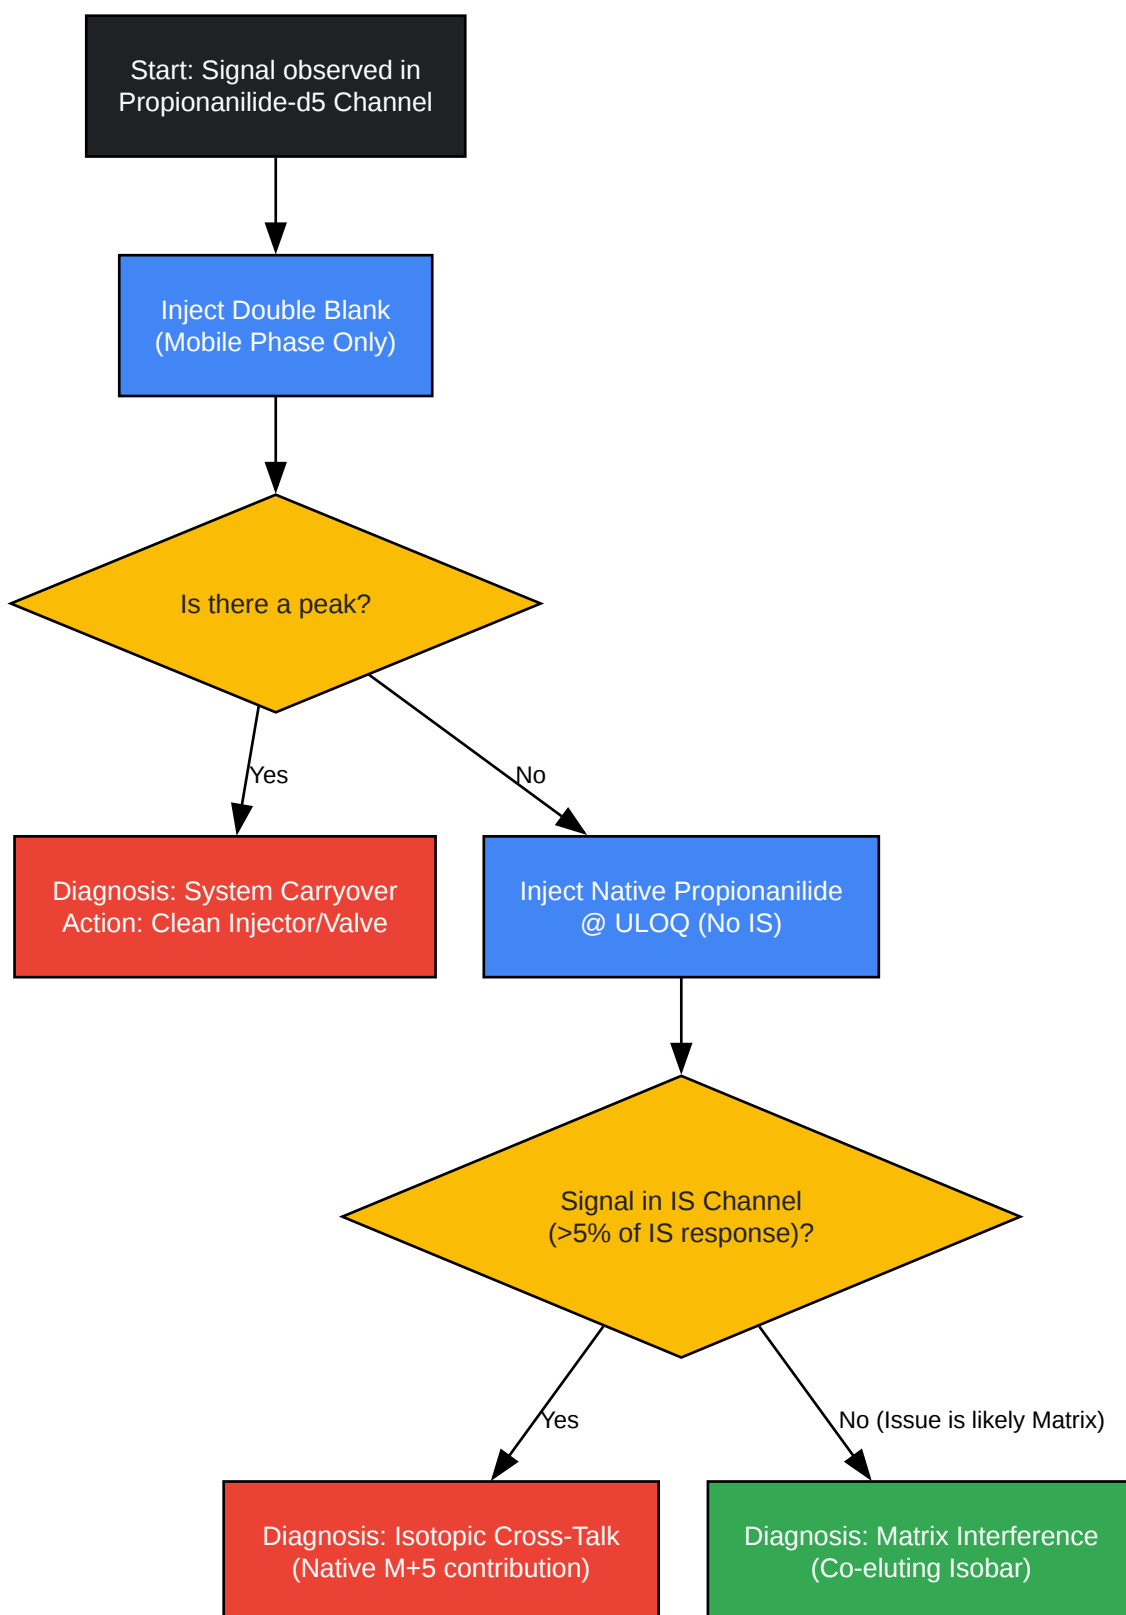 Start: Signal observed in
Propionanilide-d5 Channel
Inject Double Blank
(Mobile Phase Only)
Is there a peak?
Yes
No
Diagnosis: System Carryover
Action: Clean Injector/Valve
Inject Native Propionanilide
@ ULOQ (No IS)
Signal in IS Channel
(>5% of IS response)?
Yes
No (Issue is likely Matrix)
Diagnosis: Isotopic Cross-Talk
(Native M+5 contribution)
Diagnosis: Matrix Interference
(Co-eluting Isobar)